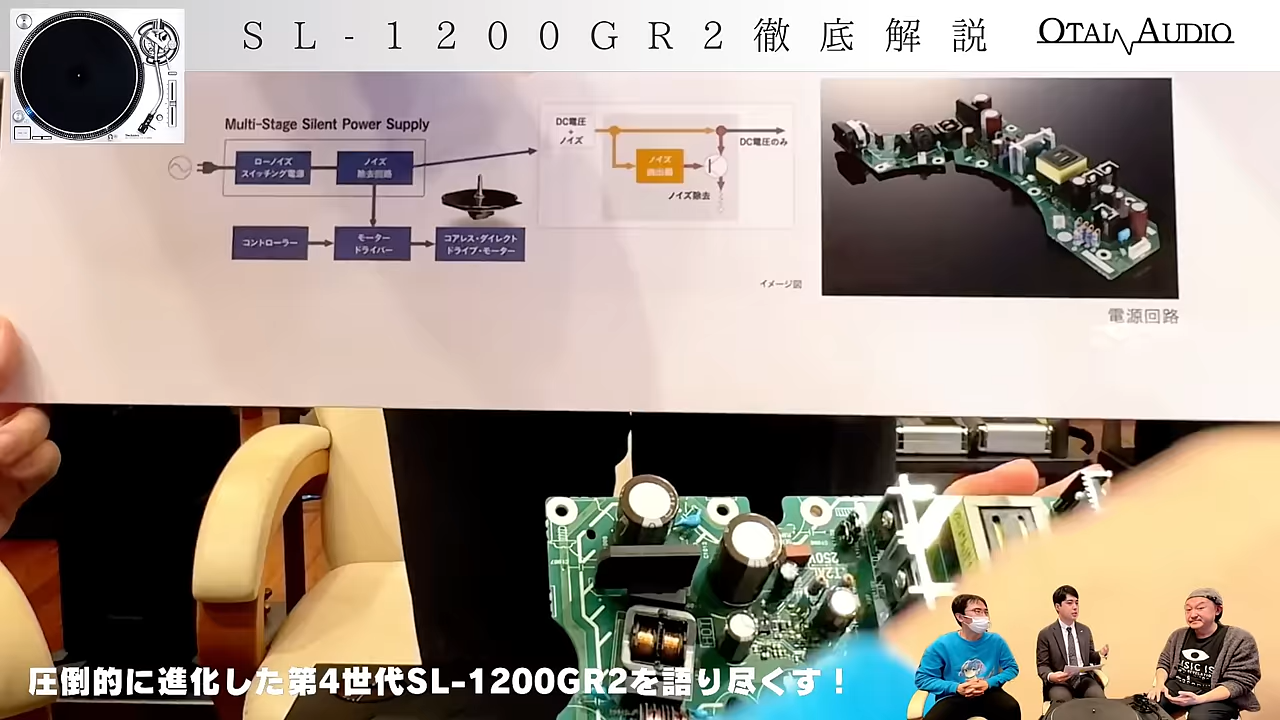 SL-1200GR2徹底解説
OTAI AUDIO
Multi-Stage Silent Power Supply
ローノイズ
スイッチング電源
ノイズ
除去回路
コントローラー
モーター
ドライバー
コアレス・ダイレクト
ドライブ・モーター
DC電圧
+
ノイズ
ノイズ
検出器
DC電圧のみ
ノイズ除去
イメージ図
電源回路
250V
HOT
圧倒的に進化した第4世代SL-1200GR2を語り尽くす！